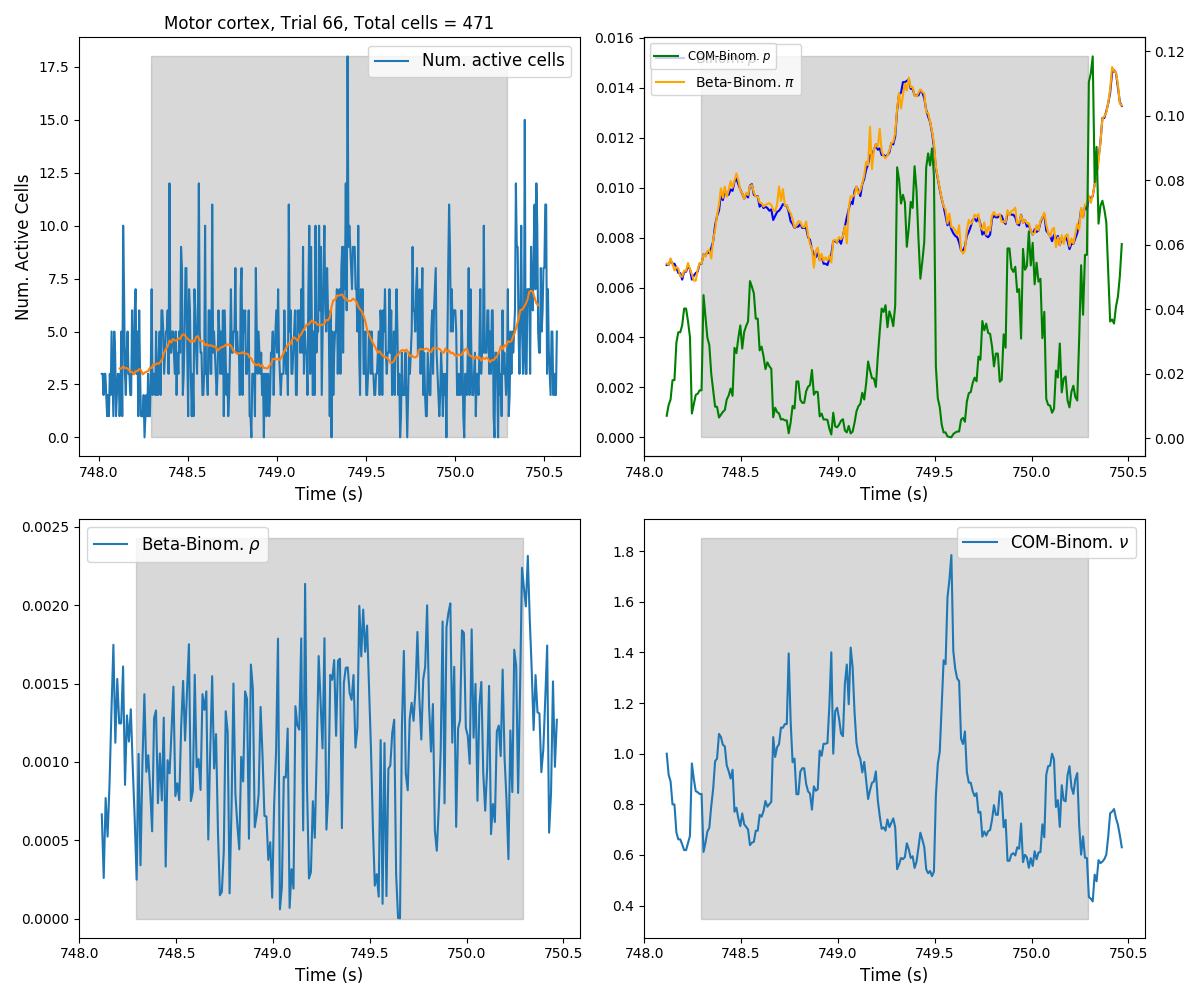 Motor cortex, Trial 66, Total cells = 471
Num. active cells
Num. Active Cells
17.5
15.0
12.5
10.0
7.5
5.0
2.5
0.0
748.0 748.5 749.0 749.5 750.0 750.5
Time (s)
COM-Binom. p
Beta-Binom. π
0.016
0.014
0.012
0.010
0.008
0.006
0.004
0.002
0.000
0.12
0.10
0.08
0.06
0.04
0.02
0.00
748.0 748.5 749.0 749.5 750.0 750.5
Time (s)
Beta-Binom. ρ
0.0025
0.0020
0.0015
0.0010
0.0005
0.0000
748.0 748.5 749.0 749.5 750.0 750.5
Time (s)
COM-Binom. ν
1.8
1.6
1.4
1.2
1.0
0.8
0.6
0.4
748.0 748.5 749.0 749.5 750.0 750.5
Time (s)